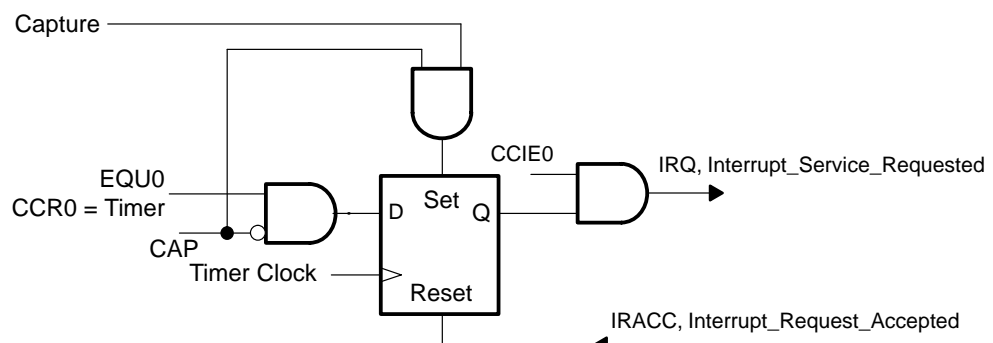 Capture
CCIE0
IRQ, Interrupt_Service_Requested
EQU0
CCR0 = Timer
CAP
D
Set
Q
Timer Clock
Reset
IRACC, Interrupt_Request_Accepted